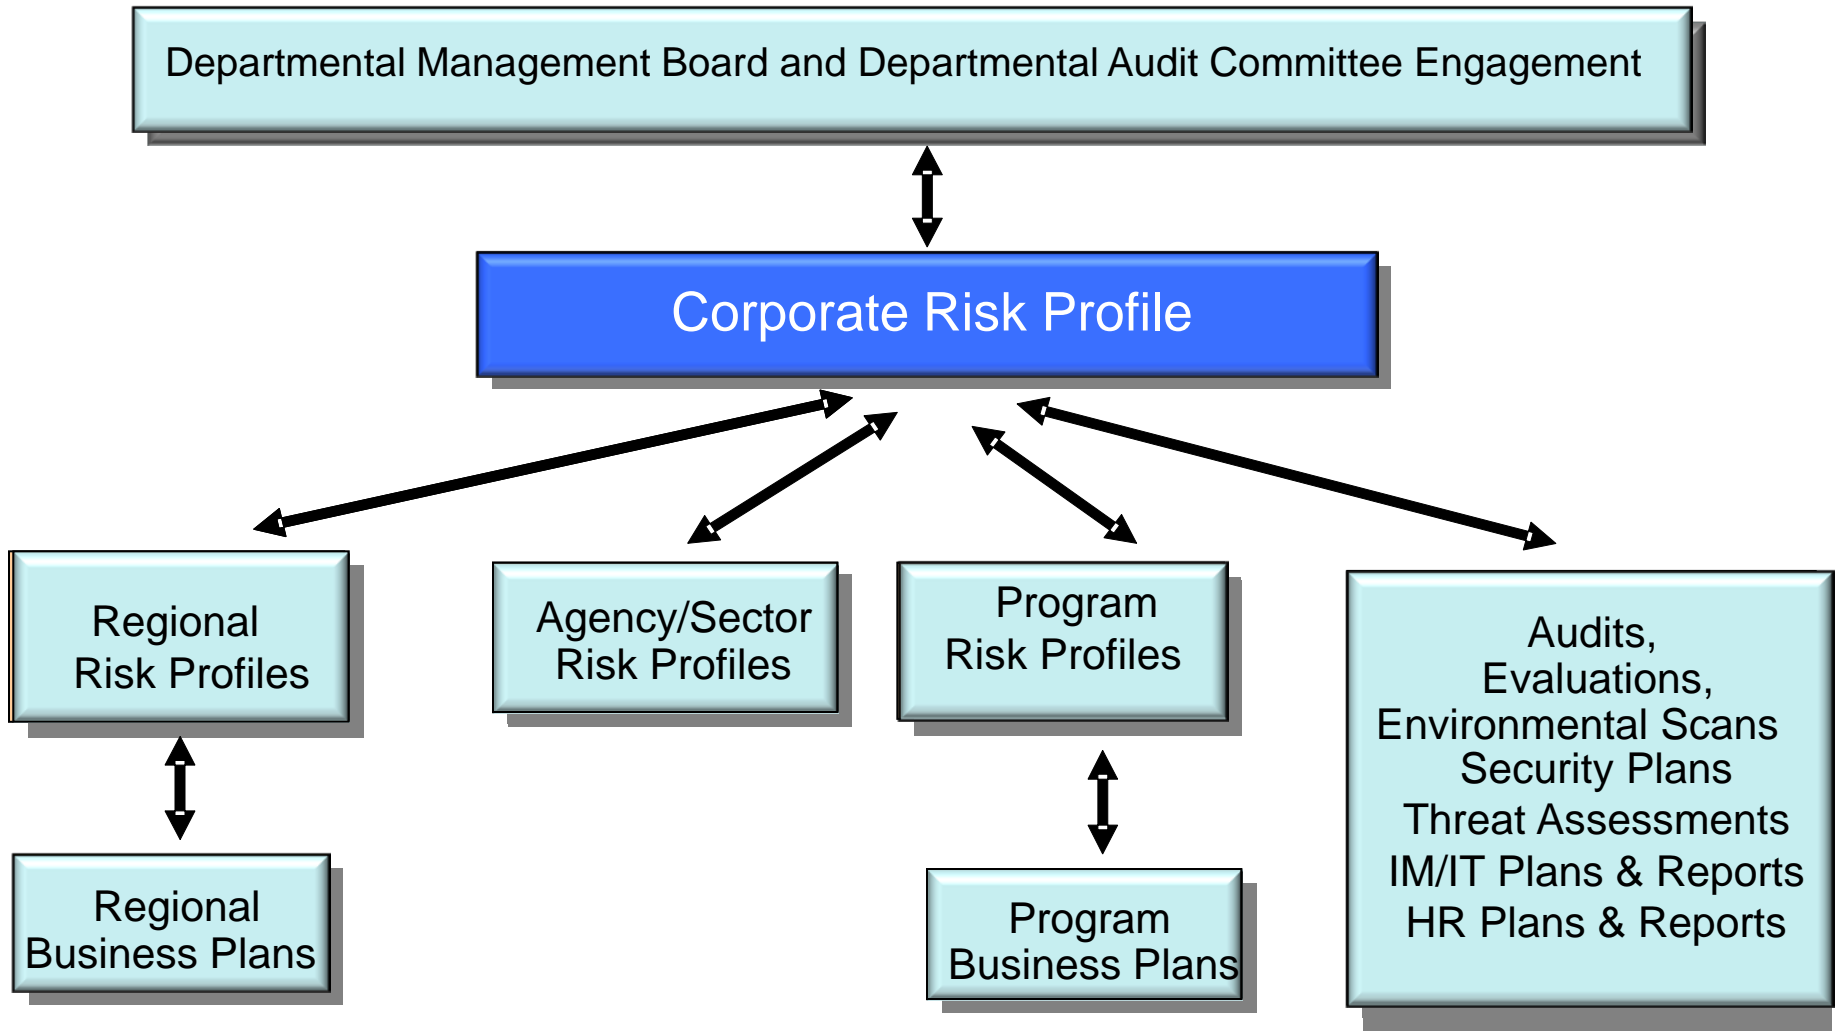 Departmental Management Board and Departmental Audit Committee Engagement
Corporate Risk Profile
Regional
Risk Profiles
Agency/Sector
Risk Profiles
Program
Risk Profiles
Audits,
Evaluations,
Environmental Scans
Security Plans
Threat Assessments
IM/IT Plans & Reports
HR Plans & Reports
Regional
Business Plans
Program
Business Plans